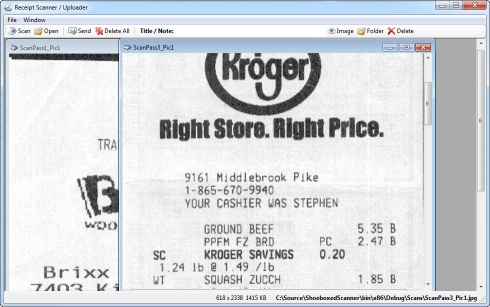 Receipt Scanner / Uploader
File Window
Scan Open Send Delete All Title / Note: Image Folder Delete
ScanPass1_Pic1
TRA
B
WOO
Brixx
7403 Ki
ScanPass3_Pic1
Kroger
Right Store. Right Price.
9161 Middlebrook Pike
1-865-670-9940
YOUR CASHIER WAS STEPHEN
GROUND BEEF 5.35 B
PPFM FZ BRD PC 2.47 B
SC KROGER SAVINGS 0.20
1.24 lb @ 1.49 /lb
WT SQUASH ZUCCH 1.85 B
618 x 2338 1415 KB C:\Source\ShoeboxedScanner\bin\x86\Debug\Scans\ScanPass3_Pic1.jpg